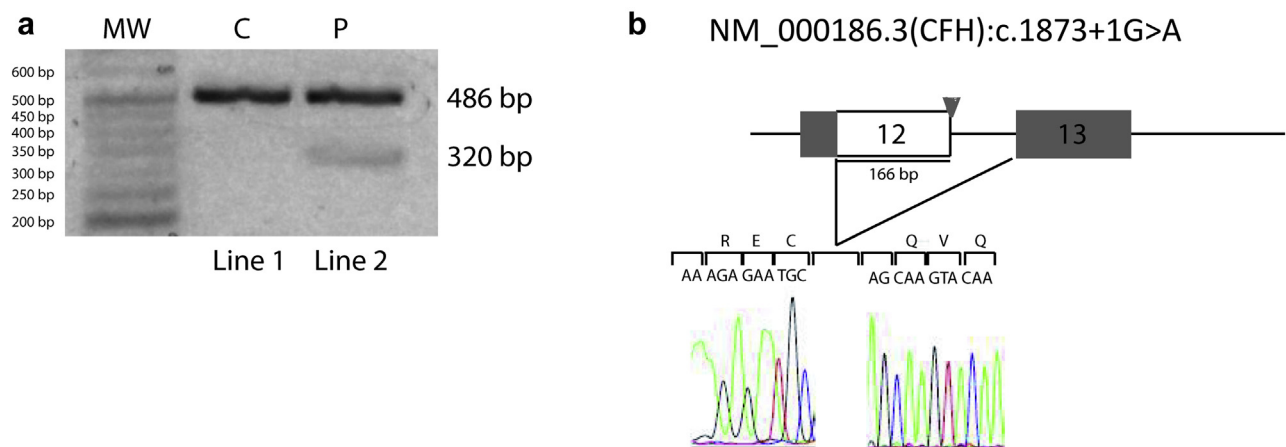 a
MW C P
600 bp
500 bp
450 bp
400 bp
350 bp
300 bp
250 bp
200 bp
486 bp
320 bp
Line 1 Line 2
b
NM_000186.3(CFH):c.1873+1G>A
12
13
166 bp
R E C Q V Q
AA AGA GAA TGC AG CAA GTA CAA